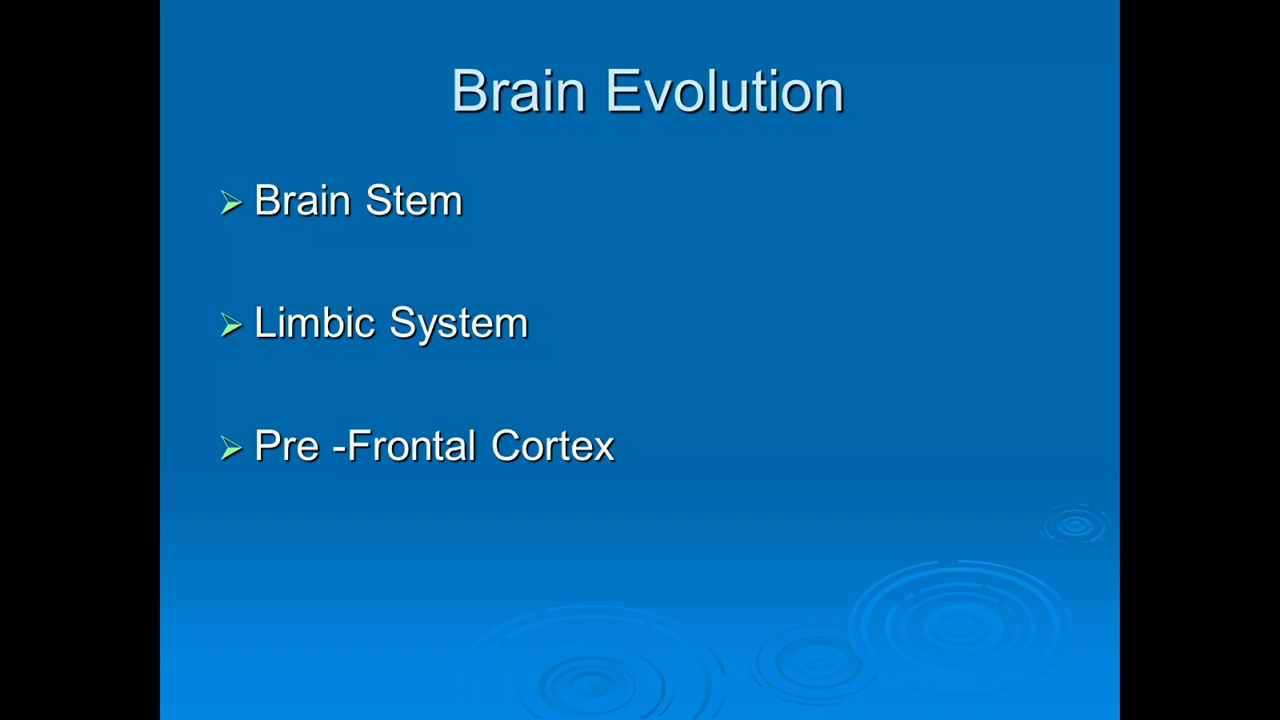 Brain Evolution
Brain Stem
Limbic System
Pre -Frontal Cortex